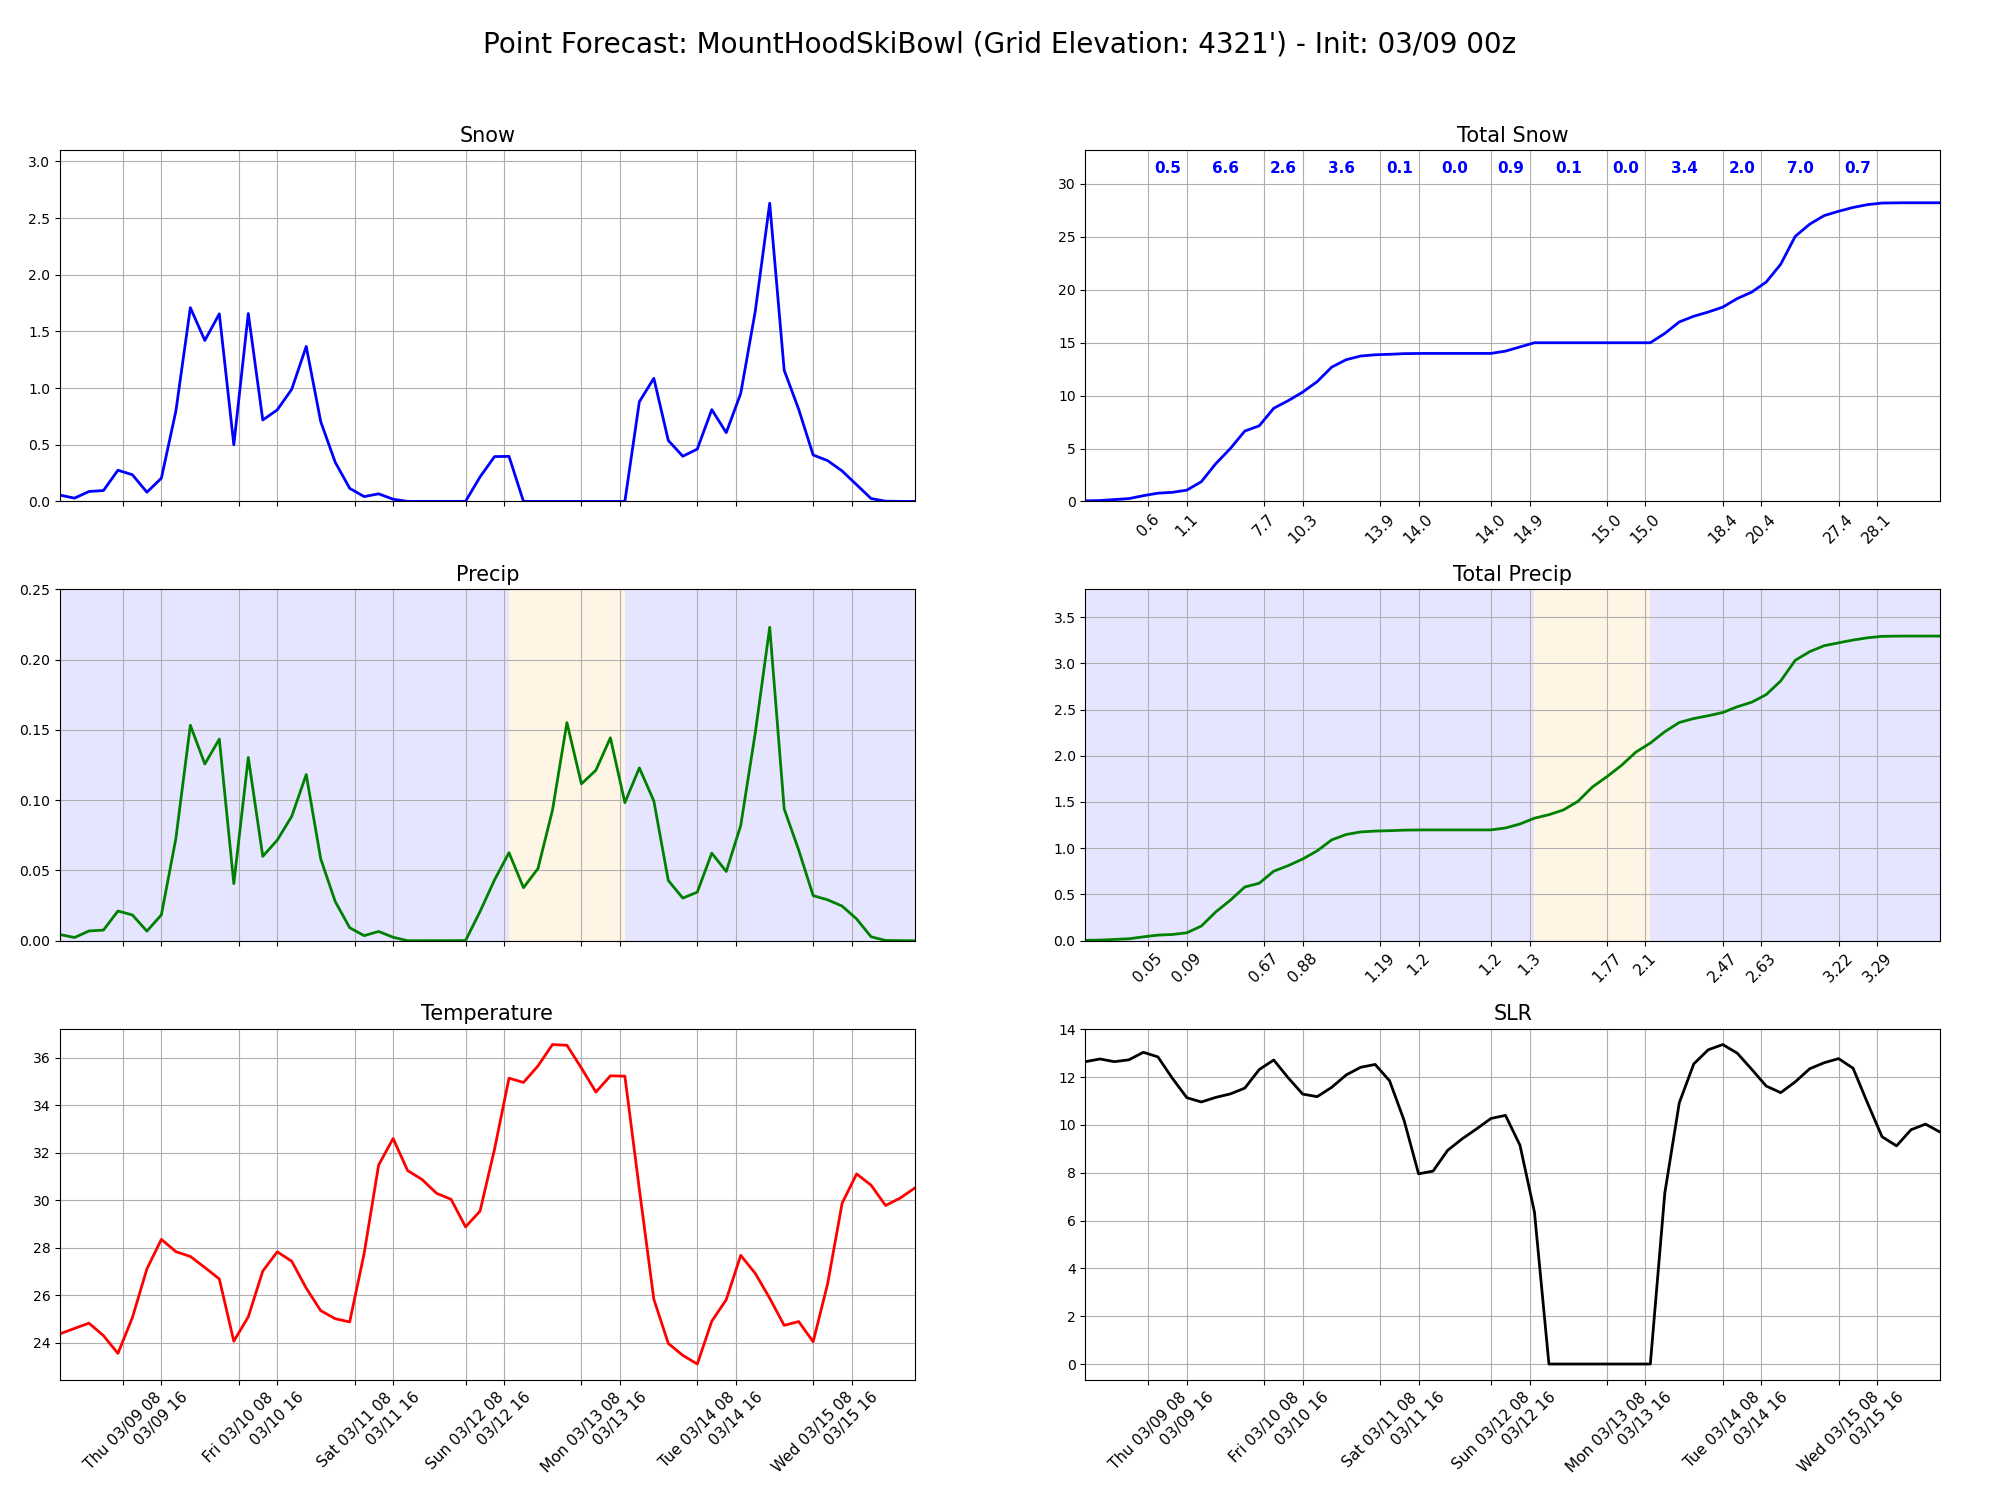 Point Forecast: MountHoodSkiBowl (Grid Elevation: 4321') - Init: 03/09 00z
Snow
3.0
2.5
2.0
1.5
1.0
0.5
0.0
Total Snow
0.5 6.6 2.6 3.6 0.1 0.0 0.9 0.1 0.0 3.4 2.0 7.0 0.7
30
25
20
15
10
5
0
0.6 1.1 7.7 10.3 13.9 14.0 14.0 14.9 15.0 15.0 18.4 20.4 27.4 28.1
Precip
0.25
0.20
0.15
0.10
0.05
0.00
Total Precip
3.5
3.0
2.5
2.0
1.5
1.0
0.5
0.0
0.05 0.09 0.67 0.88 1.19 1.2 1.2 1.3 1.77 2.1 2.47 2.63 3.22 3.29
Temperature
36
34
32
30
28
26
24
Thu 03/09 08
03/09 16
Fri 03/10 08
03/10 16
Sat 03/11 08
03/11 16
Sun 03/12 08
03/12 16
Mon 03/13 08
03/13 16
Tue 03/14 08
03/14 16
Wed 03/15 08
03/15 16
SLR
14
12
10
8
6
4
2
0
Thu 03/09 08
03/09 16
Fri 03/10 08
03/10 16
Sat 03/11 08
03/11 16
Sun 03/12 08
03/12 16
Mon 03/13 08
03/13 16
Tue 03/14 08
03/14 16
Wed 03/15 08
03/15 16